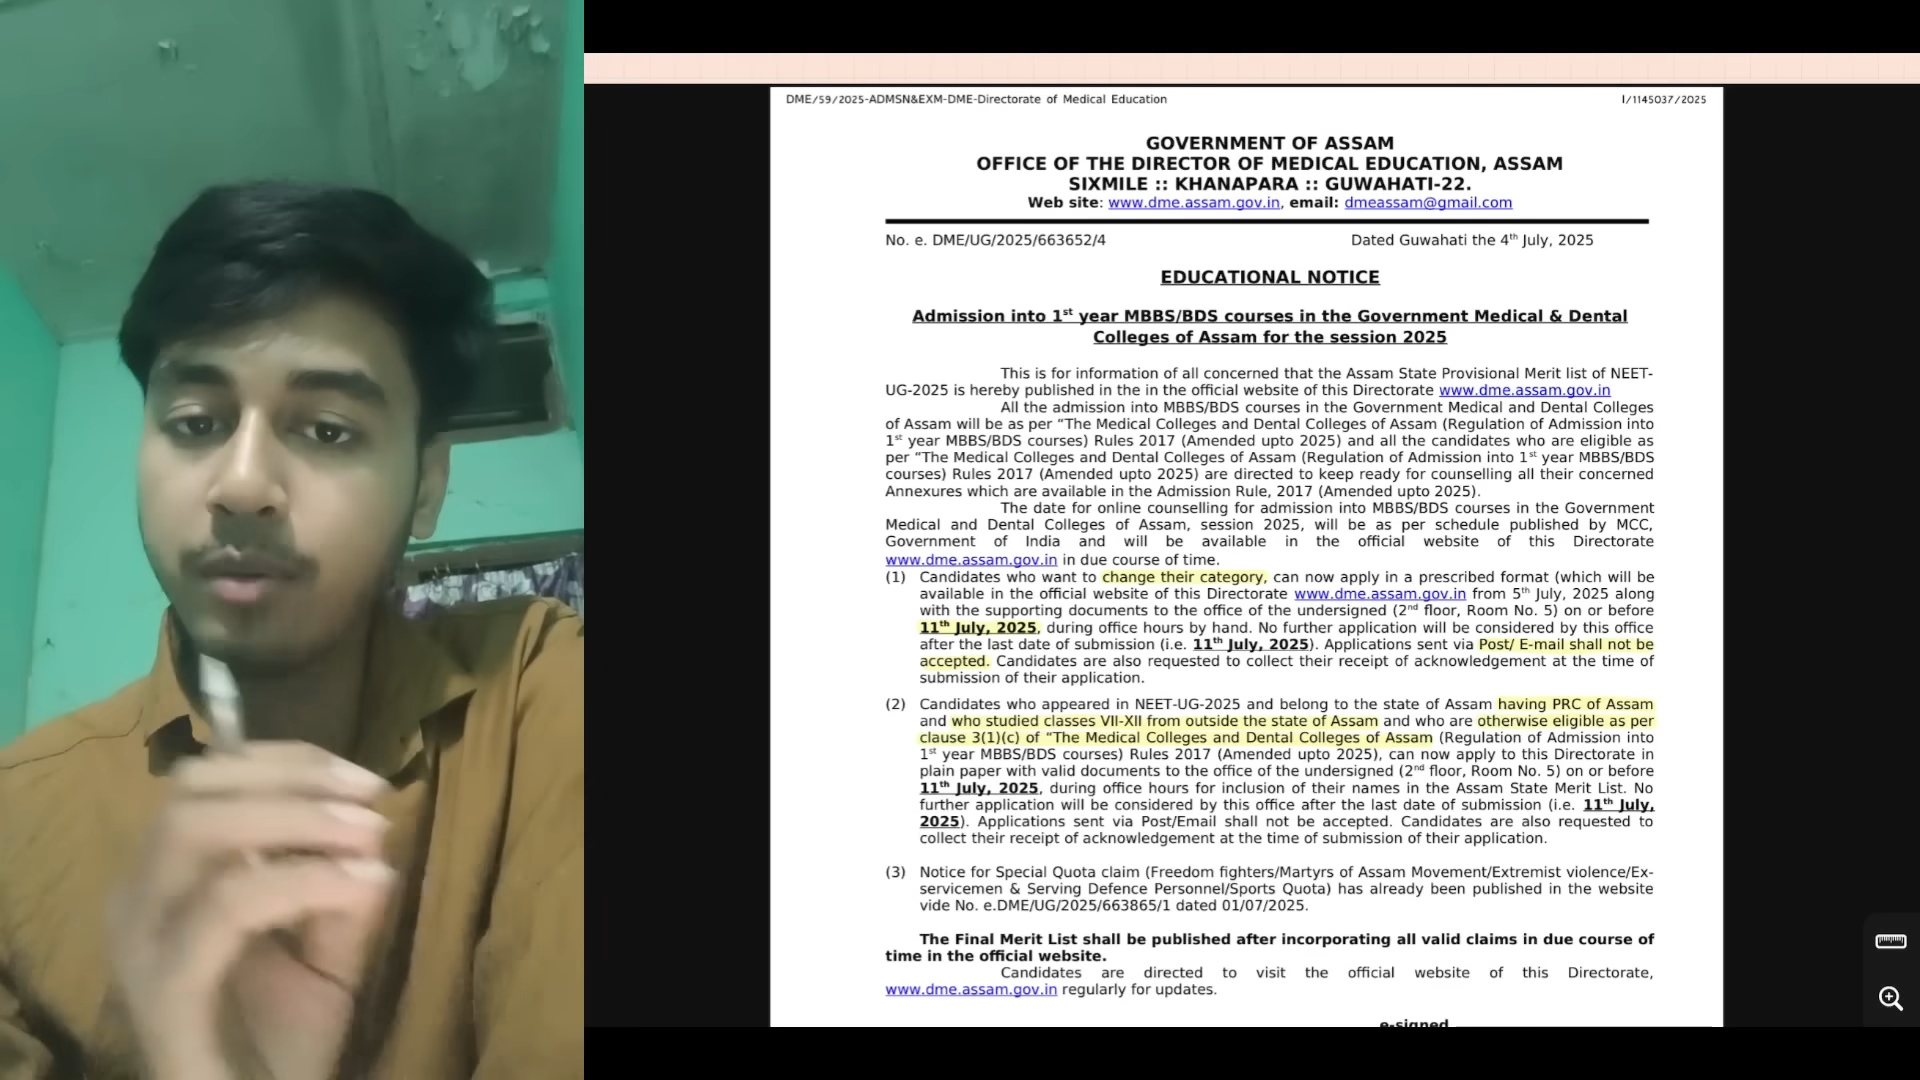 DME/59/2025-ADMSN&EXM-DME-Directorate of Medical Education I/1145037/2025
GOVERNMENT OF ASSAM
OFFICE OF THE DIRECTOR OF MEDICAL EDUCATION, ASSAM
SIXMILE :: KHANAPARA :: GUWAHATI-22.
Web site: www.dme.assam.gov.in, email: dmeassam@gmail.com
No. e. DME/UG/2025/663652/4 Dated Guwahati the 4th July, 2025
EDUCATIONAL NOTICE
Admission into 1st year MBBS/BDS courses in the Government Medical & Dental
Colleges of Assam for the session 2025
This is for information of all concerned that the Assam State Provisional Merit list of NEET-
UG-2025 is hereby published in the in the official website of this Directorate www.dme.assam.gov.in
All the admission into MBBS/BDS courses in the Government Medical and Dental Colleges
of Assam will be as per “The Medical Colleges and Dental Colleges of Assam (Regulation of Admission into
1st year MBBS/BDS courses) Rules 2017 (Amended upto 2025) and all the candidates who are eligible as
per “The Medical Colleges and Dental Colleges of Assam (Regulation of Admission into 1st year MBBS/BDS
courses) Rules 2017 (Amended upto 2025) are directed to keep ready for counselling all their concerned
Annexures which are available in the Admission Rule, 2017 (Amended upto 2025).
The date for online counselling for admission into MBBS/BDS courses in the Government
Medical and Dental Colleges of Assam, session 2025, will be as per schedule published by MCC,
Government of India and will be available in the official website of this Directorate
www.dme.assam.gov.in in due course of time.
(1) Candidates who want to change their category, can now apply in a prescribed format (which will be
available in the official website of this Directorate www.dme.assam.gov.in from 5th July, 2025 along
with the supporting documents to the office of the undersigned (2nd floor, Room No. 5) on or before
11th July, 2025, during office hours by hand. No further application will be considered by this office
after the last date of submission (i.e. 11th July, 2025). Applications sent via Post/ E-mail shall not be
accepted. Candidates are also requested to collect their receipt of acknowledgement at the time of
submission of their application.
(2) Candidates who appeared in NEET-UG-2025 and belong to the state of Assam having PRC of Assam
and who studied classes VII-XII from outside the state of Assam and who are otherwise eligible as per
clause 3(1)(c) of “The Medical Colleges and Dental Colleges of Assam (Regulation of Admission into
1st year MBBS/BDS courses) Rules 2017 (Amended upto 2025), can now apply to this Directorate in
plain paper with valid documents to the office of the undersigned (2nd floor, Room No. 5) on or before
11th July, 2025, during office hours for inclusion of their names in the Assam State Merit List. No
further application will be considered by this office after the last date of submission (i.e. 11th July,
2025). Applications sent via Post/Email shall not be accepted. Candidates are also requested to
collect their receipt of acknowledgement at the time of submission of their application.
(3) Notice for Special Quota claim (Freedom fighters/Martyrs of Assam Movement/Extremist violence/Ex-
servicemen & Serving Defence Personnel/Sports Quota) has already been published in the website
vide No. e.DME/UG/2025/663865/1 dated 01/07/2025.
The Final Merit List shall be published after incorporating all valid claims in due course of
time in the official website.
Candidates are directed to visit the official website of this Directorate,
www.dme.assam.gov.in regularly for updates.
e-signed